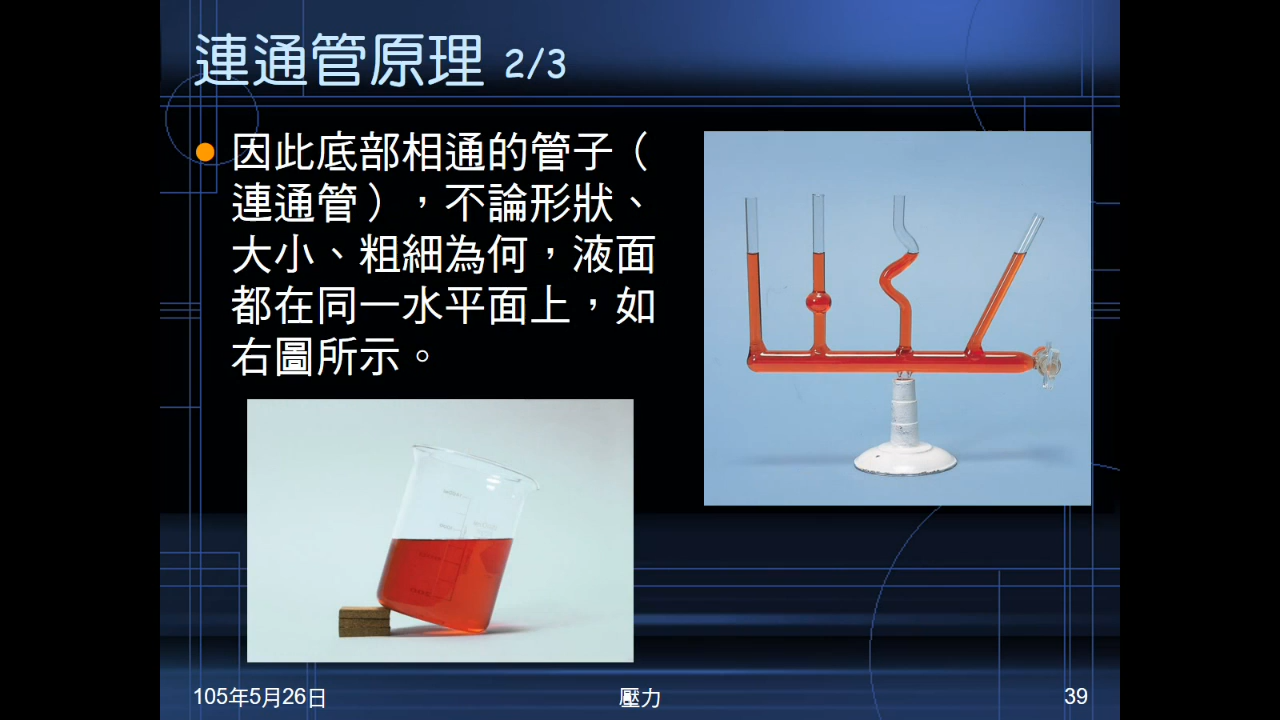 連通管原理 2/3
因此底部相通的管子（
連通管），不論形狀、
大小、粗細為何，液面
都在同一水平面上，如
右圖所示。
105年5月26日
壓力
39